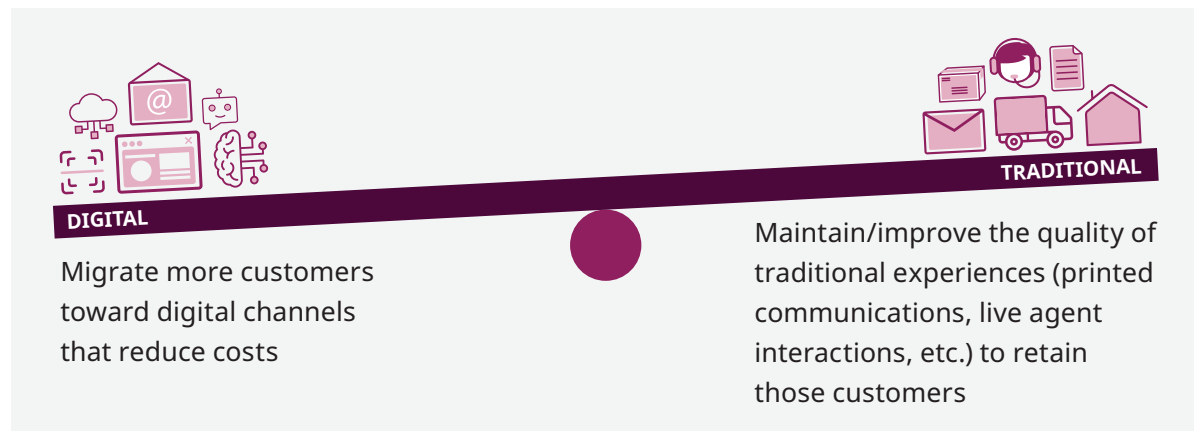 @
DIGITAL
TRADITIONAL
Migrate more customers
toward digital channels
that reduce costs
Maintain/improve the quality of
traditional experiences (printed
communications, live agent
interactions, etc.) to retain
those customers